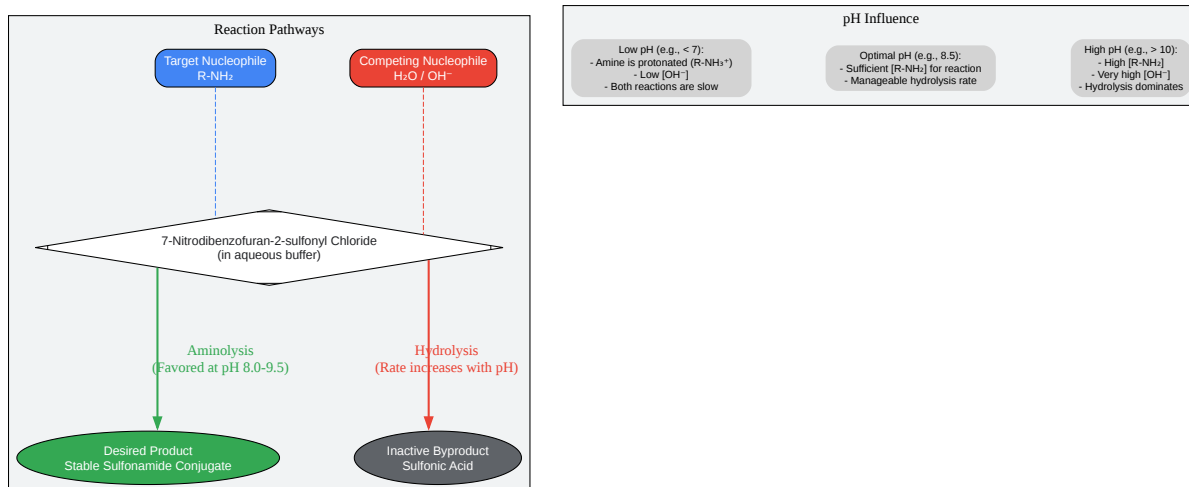 Reaction Pathways
Target Nucleophile
R-NH₂
Competing Nucleophile
H₂O / OH⁻
7-Nitrodibenzofuran-2-sulfonyl Chloride
(in aqueous buffer)
Aminolysis
(Favored at pH 8.0-9.5)
Hydrolysis
(Rate increases with pH)
Desired Product
Stable Sulfonamide Conjugate
Inactive Byproduct
Sulfonic Acid
pH Influence
Low pH (e.g., < 7):
- Amine is protonated (R-NH₃⁺)
- Low [OH⁻]
- Both reactions are slow
Optimal pH (e.g., 8.5):
- Sufficient [R-NH₂] for reaction
- Manageable hydrolysis rate
High pH (e.g., > 10):
- High [R-NH₂]
- Very high [OH⁻]
- Hydrolysis dominates